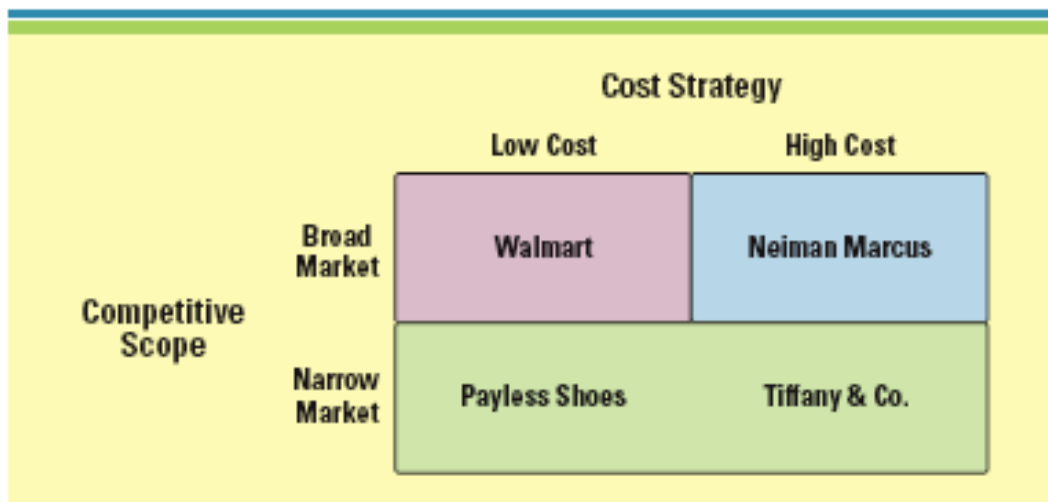 Cost Strategy
Low Cost High Cost
Broad
Market
Walmart Neiman Marcus
Competitive
Scope
Narrow
Market
Payless Shoes Tiffany & Co.